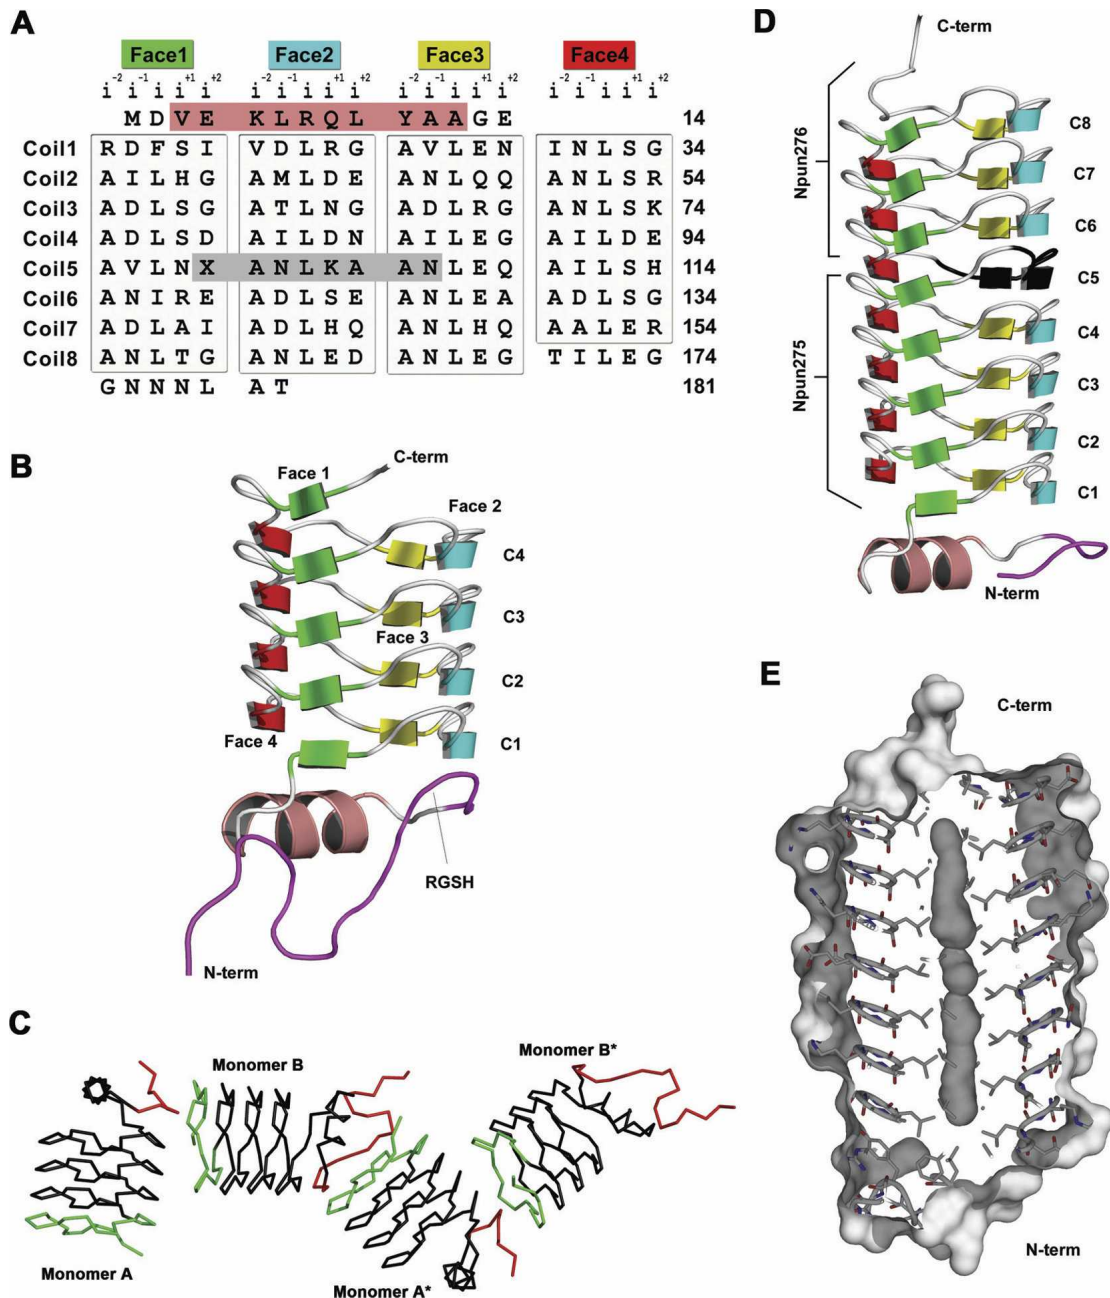 A
Face1 Face2 Face3 Face4
i-2 i-1 i i+1 i+2 i-2 i-1 i i+1 i+2 i-2 i-1 i i+1 i+2 i-2 i-1 i i+1 i+2
M D V E K L R Q L Y A A G E 14
Coil1 R D F S I V D L R G A V L E N I N L S G 34
Coil2 A I L H G A M L D E A N L Q Q A N L S R 54
Coil3 A D L S G A T L N G A D L R G A N L S K 74
Coil4 A D L S D A I L D N A I L E G A I L D E 94
Coil5 A V L N X A N L K A A N L E Q A I L S H 114
Coil6 A N I R E A D L S E A N L E A A D L S G 134
Coil7 A D L A I A D L H Q A N L H Q A A L E R 154
Coil8 A N L T G A N L E D A N L E G T I L E G 174
G N N N L A T 181
B
Face 1
C-term
Face 2
C4
C3
Face 3
C2
Face 4
C1
RGSH
N-term
C
Monomer B
Monomer B*
Monomer A
Monomer A*
D
C-term
Npun276
C8
C7
C6
C5
Npun275
C4
C3
C2
C1
N-term
E
C-term
N-term